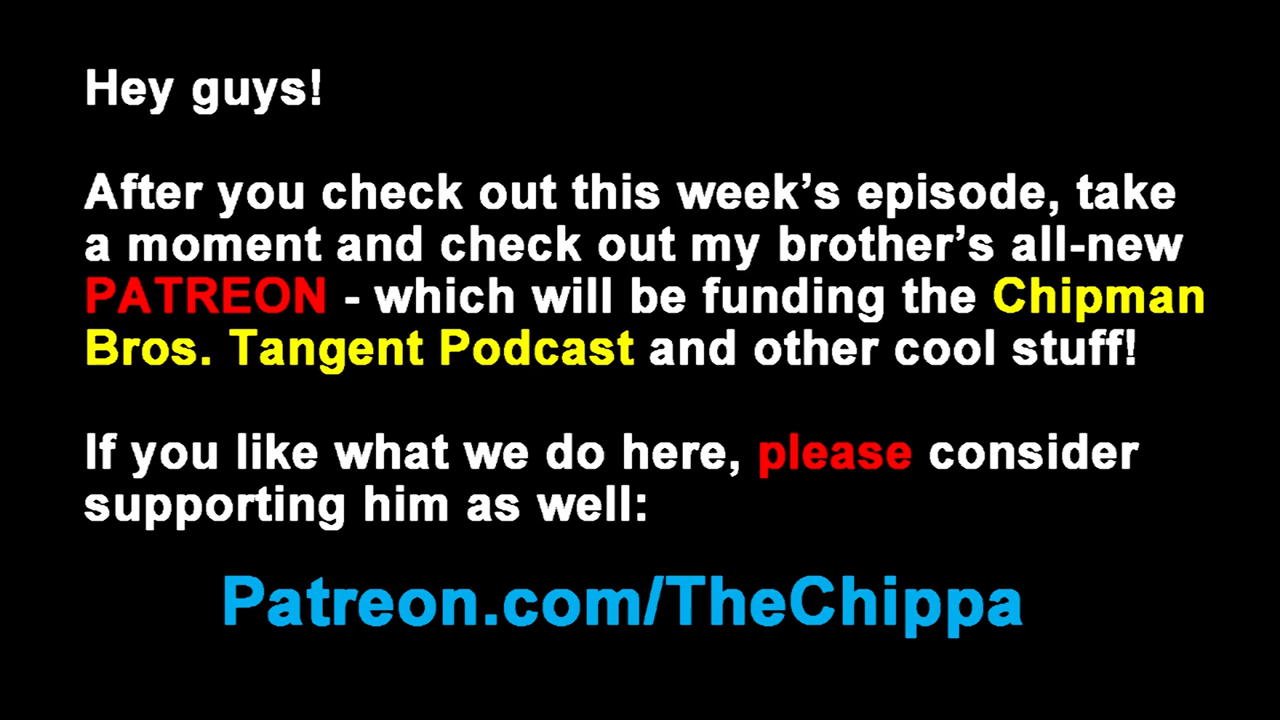 Hey guys!
After you check out this week’s episode, take
a moment and check out my brother’s all-new
PATREON - which will be funding the Chipman
Bros. Tangent Podcast and other cool stuff!
If you like what we do here, please consider
supporting him as well:
Patreon.com/TheChippa